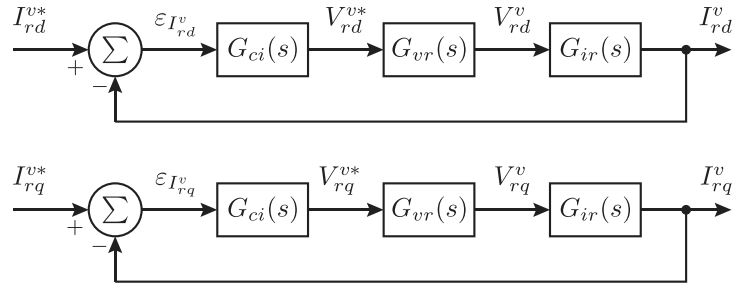 I_{rd}^{v*} ε_{I_{rd}^{v}} V_{rd}^{v*} V_{rd}^{v} I_{rd}^{v}
∑ G_{ci}(s) G_{vr}(s) G_{ir}(s)
+
−
I_{rq}^{v*} ε_{I_{rq}^{v}} V_{rq}^{v*} V_{rq}^{v} I_{rq}^{v}
∑ G_{ci}(s) G_{vr}(s) G_{ir}(s)
+
−